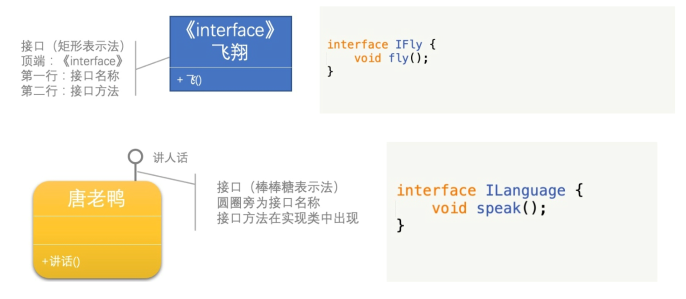 《interface》
飞翔
+ 飞()
接口（矩形表示法）
顶端：《interface》
第一行：接口名称
第二行：接口方法
interface IFly {
    void fly();
}
讲人话
唐老鸭
+讲话()
接口（棒棒糖表示法）
圆圈旁为接口名称
接口方法在实现类中出现
interface ILanguage {
    void speak();
}